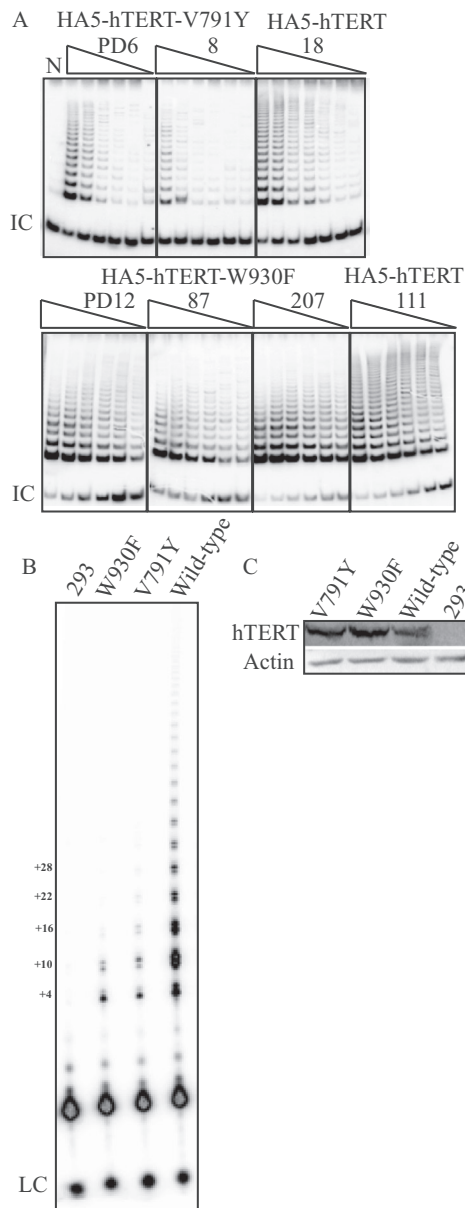 A
HA5-hTERT-V791Y HA5-hTERT
PD6 8 18
N
IC
HA5-hTERT-W930F HA5-hTERT
PD12 87 207 111
IC
B
293 W930F V791Y Wild-type
+28
+22
+16
+10
+4
LC
C
V791Y W930F Wild-type 293
hTERT
Actin